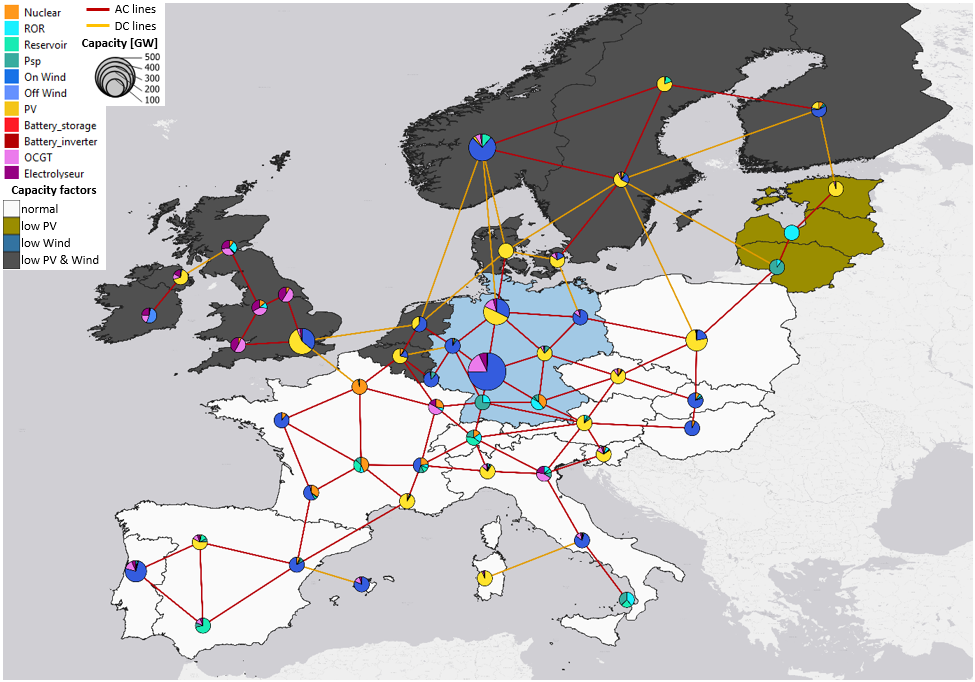 Nuclear
ROR
Reservoir
Psp
On Wind
Off Wind
PV
Battery_storage
Battery_inverter
OCGT
Electrolyseur
Capacity factors
normal
low PV
low Wind
low PV & Wind
AC lines
DC lines
Capacity [GW]
500
400
300
200
100